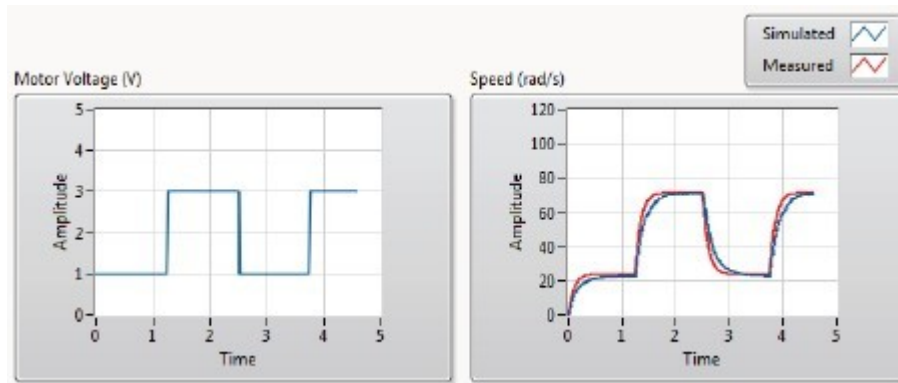 Simulated
Measured
Motor Voltage (V)
5
4
3
2
1
0
Amplitude
0 1 2 3 4 5
Time
Speed (rad/s)
120
100
80
60
40
20
0
Amplitude
0 1 2 3 4 5
Time